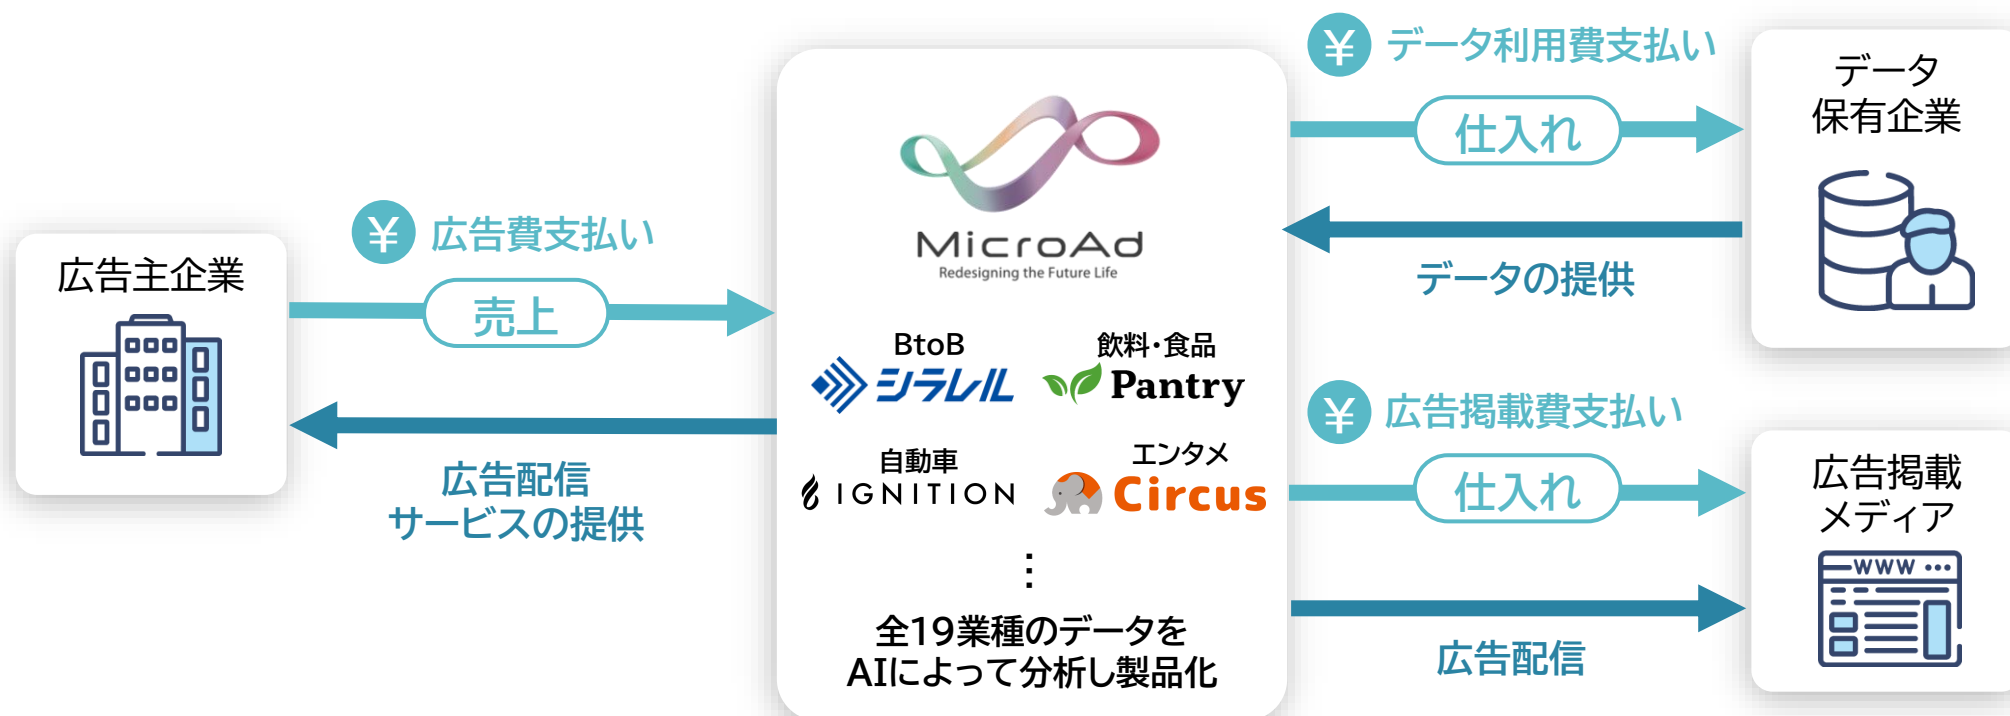 広告主企業
¥ 広告費支払い
売上
広告配信
サービスの提供
MicroAd
Redesigning the Future Life
BtoB
シラレル
飲料・食品
Pantry
自動車
IGNITION
エンタメ
Circus
⋮
全19業種のデータを
AIによって分析し製品化
¥ データ利用費支払い
仕入れ
データの提供
データ
保有企業
¥ 広告掲載費支払い
仕入れ
広告配信
広告掲載
メディア
WWW